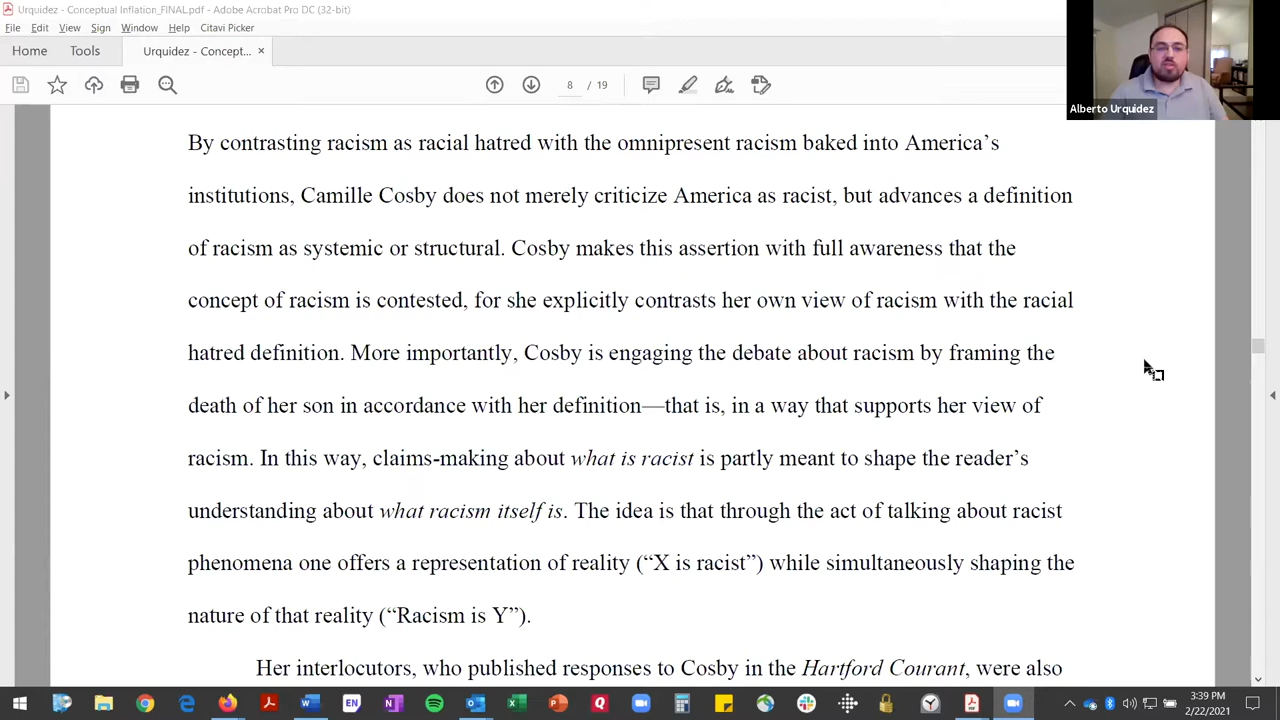 Urquidez - Conceptual Inflation_FINAL.pdf - Adobe Acrobat Pro DC (32-bit)
File Edit View Sign Window Help Citavi Picker
Home Tools Urquidez - Concept... ×
8 / 19
Alberto Urquidez
By contrasting racism as racial hatred with the omnipresent racism baked into America’s
institutions, Camille Cosby does not merely criticize America as racist, but advances a definition
of racism as systemic or structural. Cosby makes this assertion with full awareness that the
concept of racism is contested, for she explicitly contrasts her own view of racism with the racial
hatred definition. More importantly, Cosby is engaging the debate about racism by framing the
death of her son in accordance with her definition—that is, in a way that supports her view of
racism. In this way, claims-making about what is racist is partly meant to shape the reader’s
understanding about what racism itself is. The idea is that through the act of talking about racist
phenomena one offers a representation of reality (“X is racist”) while simultaneously shaping the
nature of that reality (“Racism is Y”).
Her interlocutors, who published responses to Cosby in the Hartford Courant, were also
EN
3:39 PM
2/22/2021